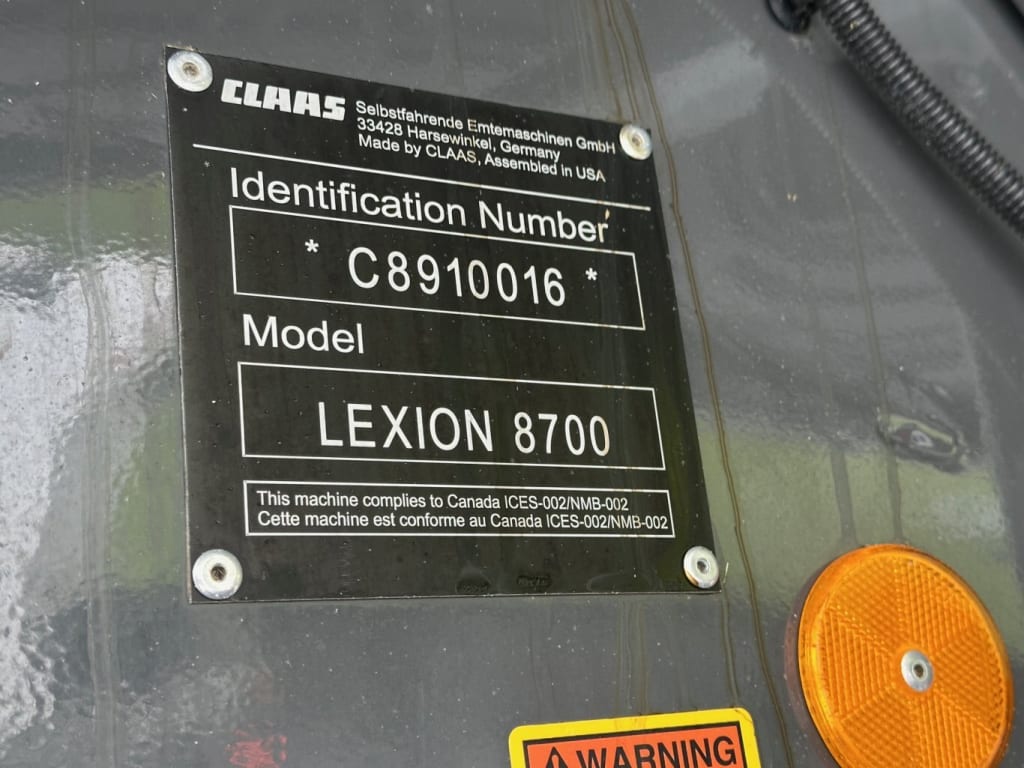 CLAAS Selbstfahrende Erntemaschinen GmbH
33428 Harsewinkel, Germany
Made by CLAAS, Assembled in USA
Identification Number
* C8910016 *
Model
LEXION 8700
This machine complies to Canada ICES-002/NMB-002
Cette machine est conforme au Canada ICES-002/NMB-002
WARNING